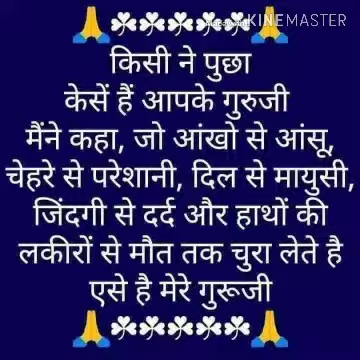 KINEMASTER
किसी ने पुछा
केसें हैं आपके गुरुजी
मैंने कहा, जो आंखो से आंसू,
चेहरे से परेशानी, दिल से मायुसी,
जिंदगी से दर्द और हाथों की
लकीरों से मौत तक चुरा लेते है
एसे है मेरे गुरूजी